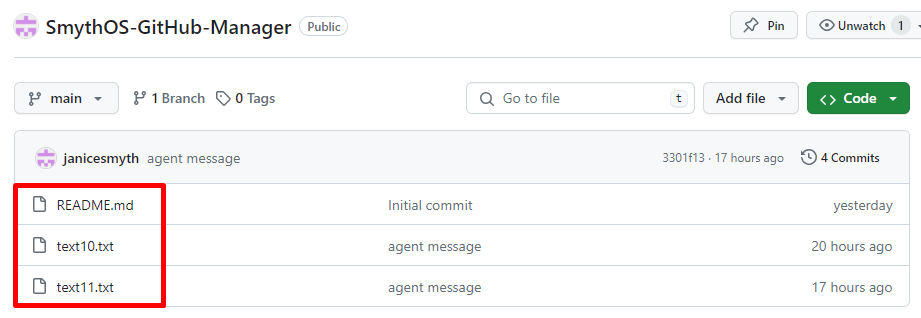 SmythOS-GitHub-Manager Public Pin Unwatch 1
main 1 Branch 0 Tags Go to file t Add file Code
janicesmyth agent message 3301f13 · 17 hours ago 4 Commits
README.md Initial commit yesterday
text10.txt agent message 20 hours ago
text11.txt agent message 17 hours ago